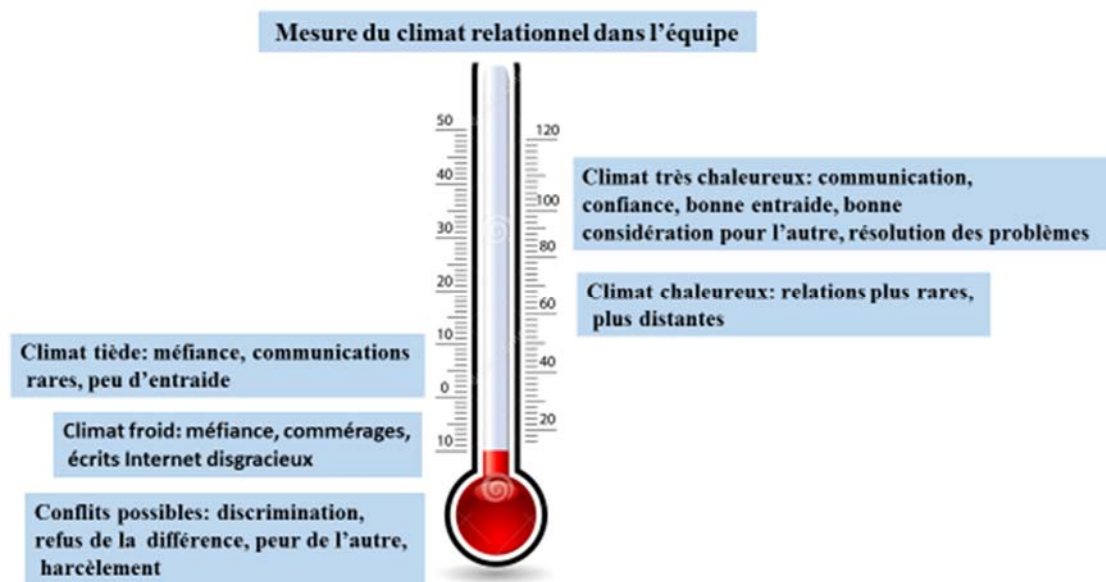 Mesure du climat relationnel dans l'équipe
50
40
30
20
10
0
10
120
100
80
60
40
20
Climat très chaleureux: communication,
confiance, bonne entraide, bonne
considération pour l'autre, résolution des problèmes
Climat chaleureux: relations plus rares,
plus distantes
Climat tiède: méfiance, communications
rares, peu d'entraide
Climat froid: méfiance, commérages,
écrits Internet disgracieux
Conflits possibles: discrimination,
refus de la différence, peur de l'autre,
harcèlement